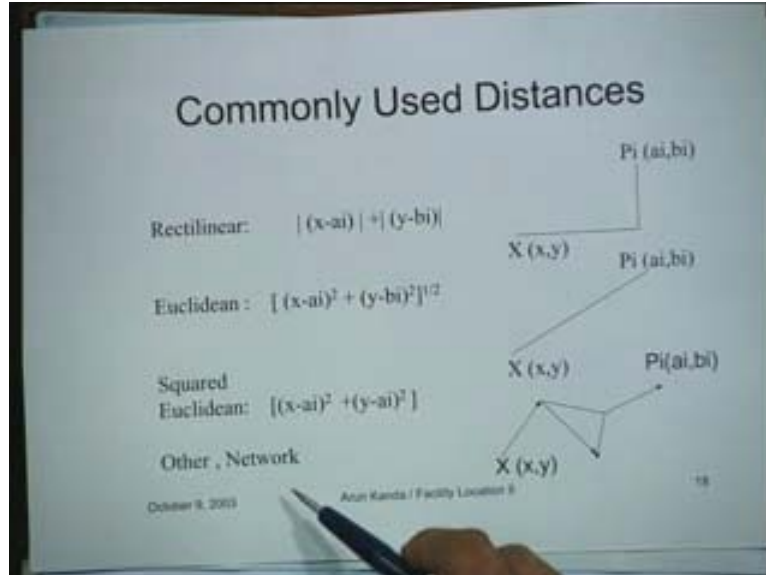 Commonly Used Distances
Pi (ai,bi)
Rectilinear: | (x-ai) | +| (y-bi)|
X (x,y)
Pi (ai,bi)
Euclidean : [ (x-ai)² + (y-bi)²]¹/²
X (x,y)
Pi(ai,bi)
Squared
Euclidean: [(x-ai)² +(y-ai)² ]
Other , Network
X (x,y)
October 9, 2003
Arun Kanda / Facility Location II
18